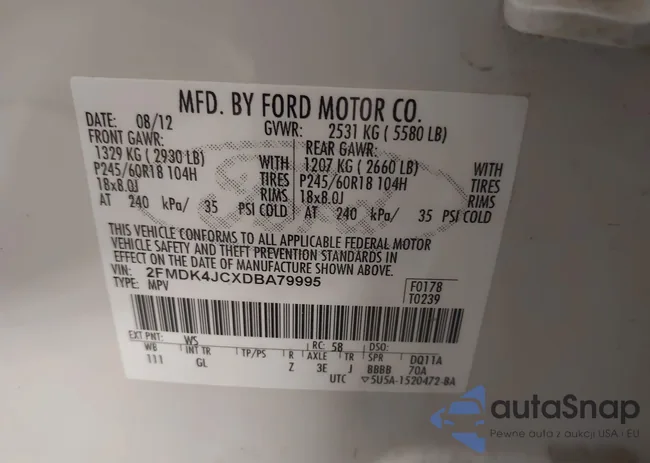 MFD. BY FORD MOTOR CO.
DATE: 08/12 GVWR: 2531 KG ( 5580 LB)
FRONT GAWR: REAR GAWR:
1329 KG ( 2930 LB) WITH 1207 KG ( 2660 LB) WITH
P245/60R18 104H TIRES P245/60R18 104H TIRES
18x8.0J RIMS 18x8.0J RIMS
AT 240 kPa/ 35 PSI COLD AT 240 kPa/ 35 PSI COLD
THIS VEHICLE CONFORMS TO ALL APPLICABLE FEDERAL MOTOR
VEHICLE SAFETY AND THEFT PREVENTION STANDARDS IN
EFFECT ON THE DATE OF MANUFACTURE SHOWN ABOVE.
VIN: 2FMDK4JCXDBA79995 F0178
TYPE: MPV T0239
EXT PNT: WS RC: 58 DSO:
WB INT TR TP/PS R AXLE TR SPR DQ11A
111 GL Z 3E J BBBB 70A
UTC ▽5U5A-1520472-BA
autaSnap
Pewne auta z aukcji USA i EU